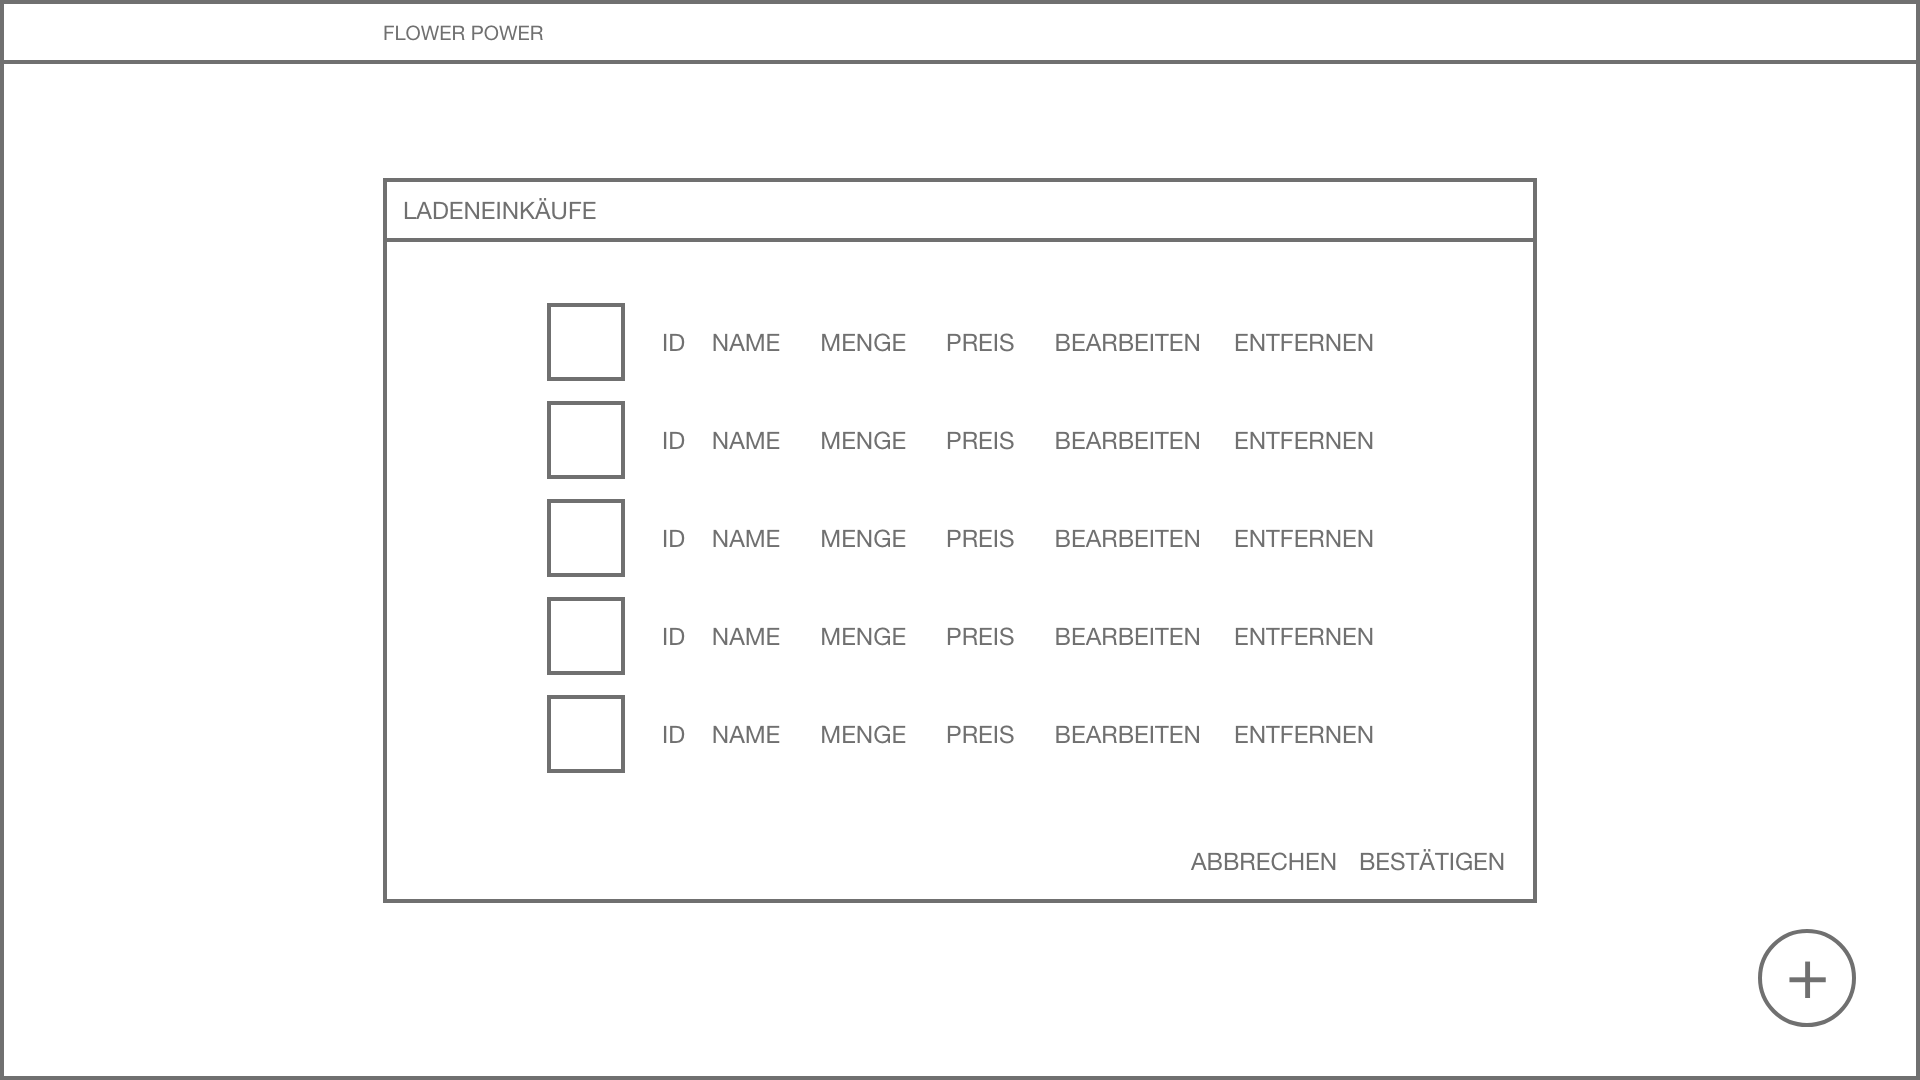 FLOWER POWER
LADENEINKÄUFE
ID NAME MENGE PREIS BEARBEITEN ENTFERNEN
ID NAME MENGE PREIS BEARBEITEN ENTFERNEN
ID NAME MENGE PREIS BEARBEITEN ENTFERNEN
ID NAME MENGE PREIS BEARBEITEN ENTFERNEN
ID NAME MENGE PREIS BEARBEITEN ENTFERNEN
ABBRECHEN BESTÄTIGEN
+